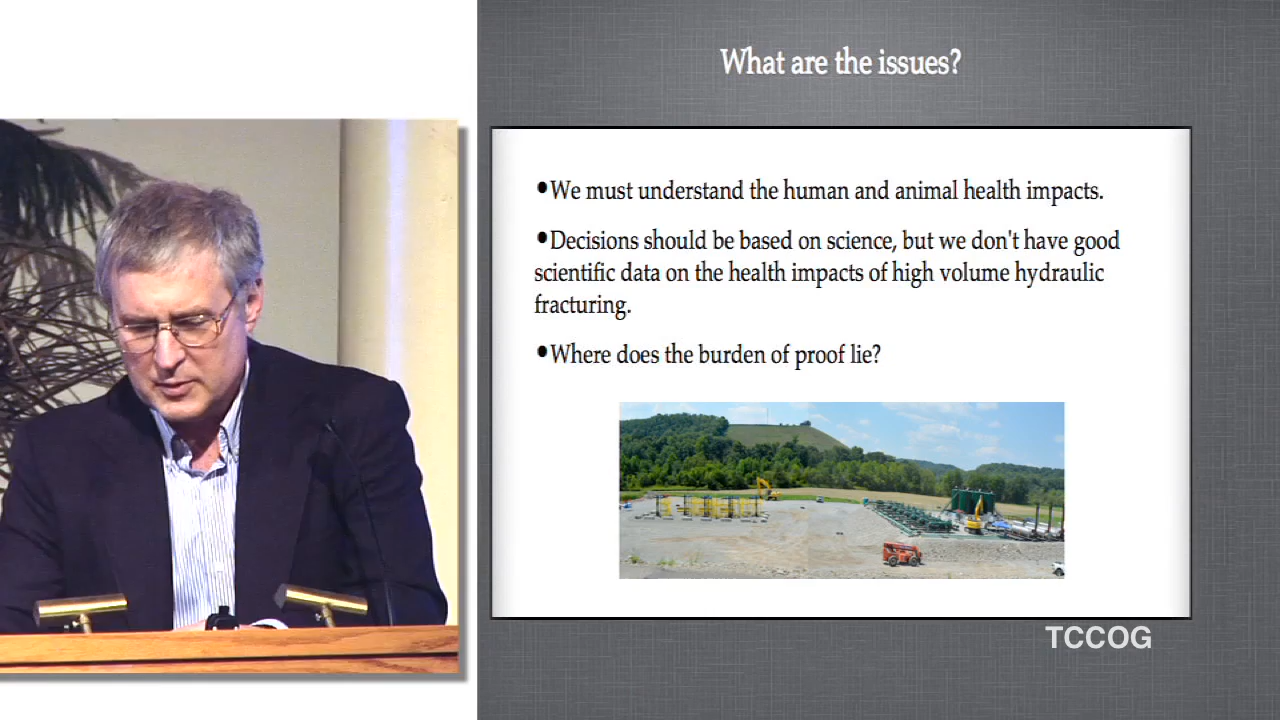 What are the issues?
•We must understand the human and animal health impacts.
•Decisions should be based on science, but we don't have good
scientific data on the health impacts of high volume hydraulic
fracturing.
•Where does the burden of proof lie?
TCCOG